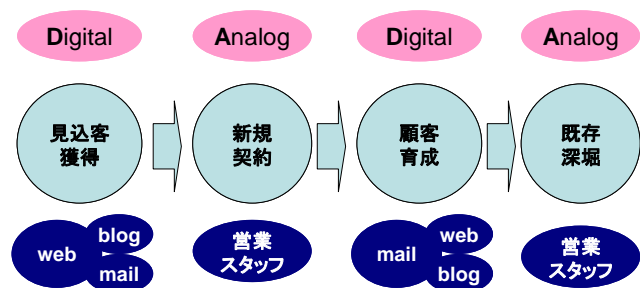 Digital
Analog
Digital
Analog
見込客
獲得
新規
契約
顧客
育成
既存
深堀
web
blog
mail
営業
スタッフ
mail
web
blog
営業
スタッフ